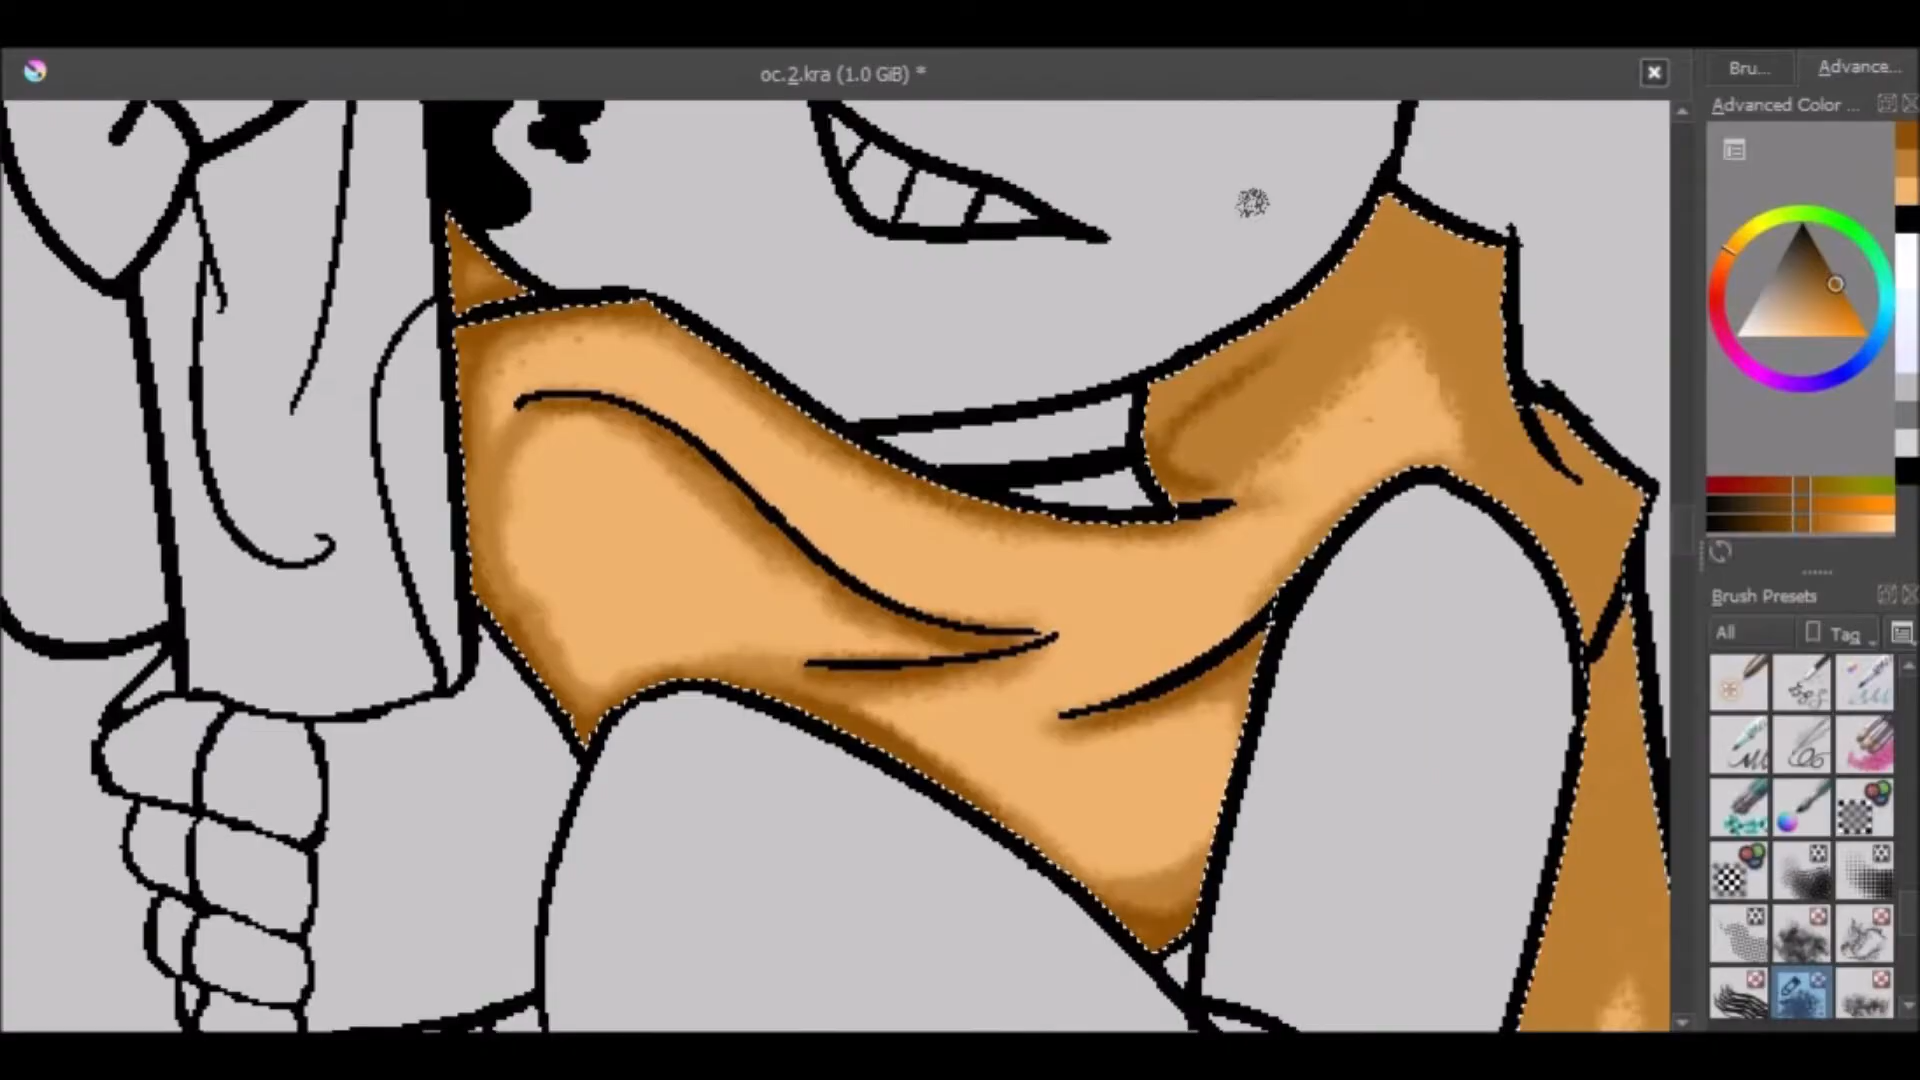 oc.2.kra (1.0 GiB) *
Bru...
Advance...
Advanced Color ...
Brush Presets
All
Tag